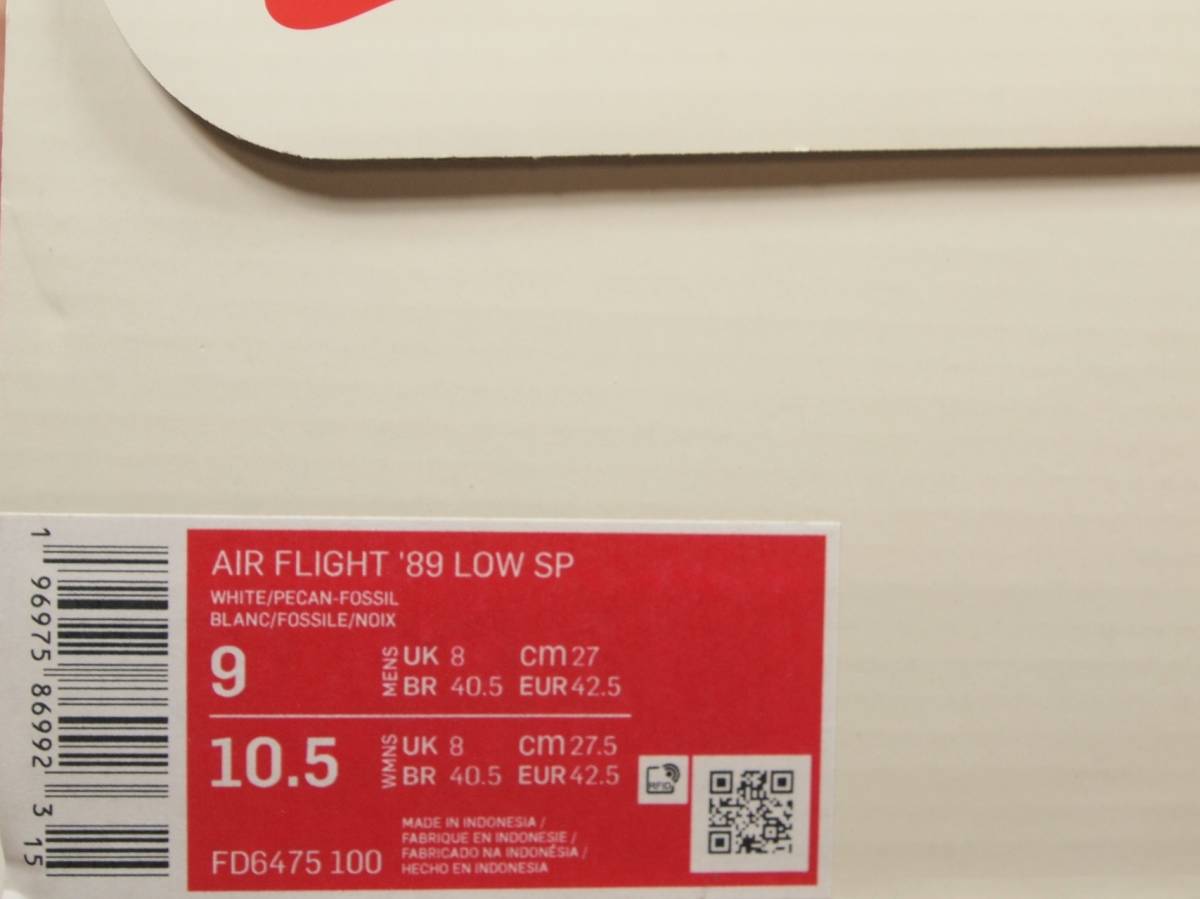 AIR FLIGHT '89 LOW SP
WHITE/PECAN-FOSSIL
BLANC/FOSSILE/NOIX
9 MENS UK 8 cm 27
BR 40.5 EUR 42.5
10.5 WMNS UK 8 cm 27.5
BR 40.5 EUR 42.5
RFID
MADE IN INDONESIA /
FABRIQUE EN INDONESIE /
FABRICADO NA INDONÉSIA /
HECHO EN INDONESIA
FD6475 100
1 96975 86992 3 15